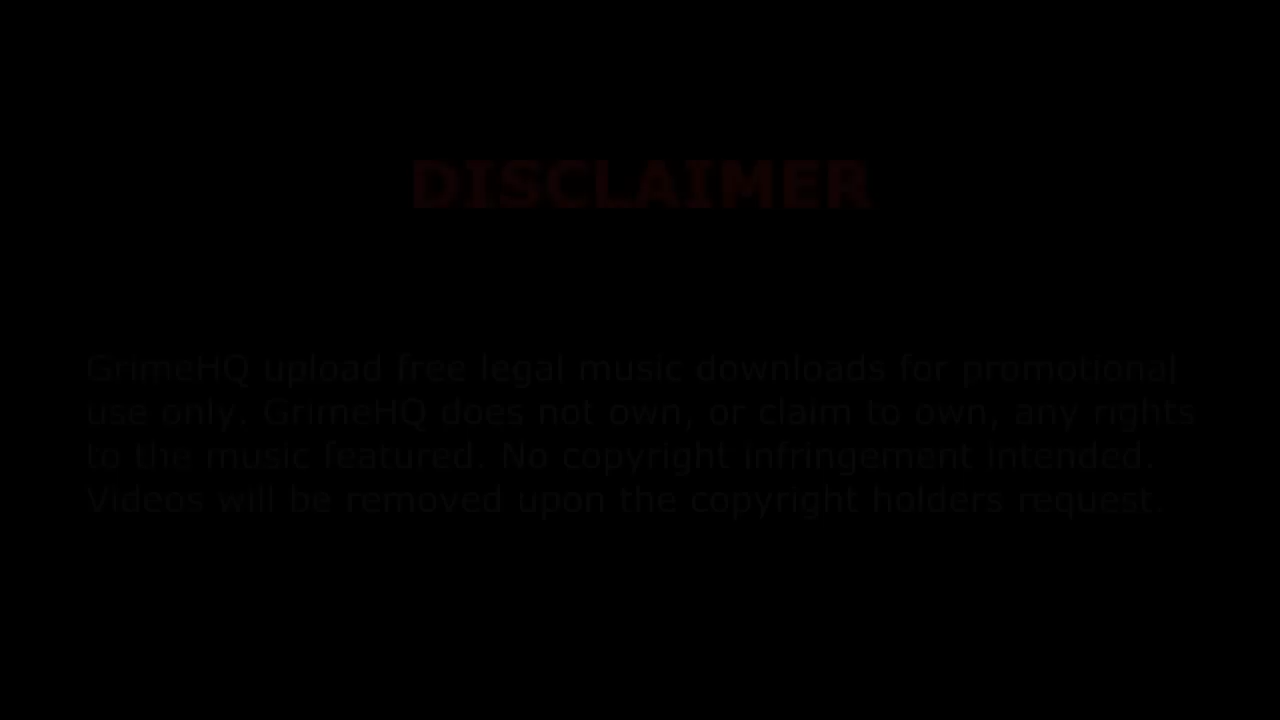 DISCLAIMER
GrimeHQ upload free legal music downloads for promotional
use only. GrimeHQ does not own, or claim to own, any rights
to the music featured. No copyright infringement intended.
Videos will be removed upon the copyright holders request.